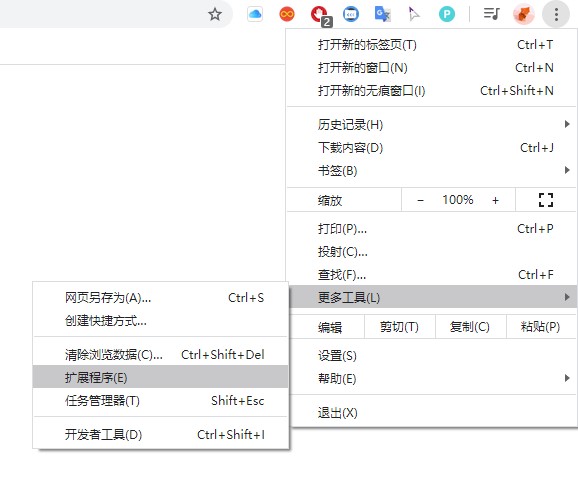 2
打开新的标签页(T) Ctrl+T
打开新的窗口(N) Ctrl+N
打开新的无痕窗口(I) Ctrl+Shift+N
历史记录(H)
下载内容(D) Ctrl+J
书签(B)
缩放 − 100% +
打印(P)... Ctrl+P
投射(C)...
查找(F)... Ctrl+F
更多工具(L)
编辑 剪切(T) 复制(C) 粘贴(P)
设置(S)
帮助(E)
退出(X)
网页另存为(A)... Ctrl+S
创建快捷方式...
清除浏览数据(C)... Ctrl+Shift+Del
扩展程序(E)
任务管理器(T) Shift+Esc
开发者工具(D) Ctrl+Shift+I